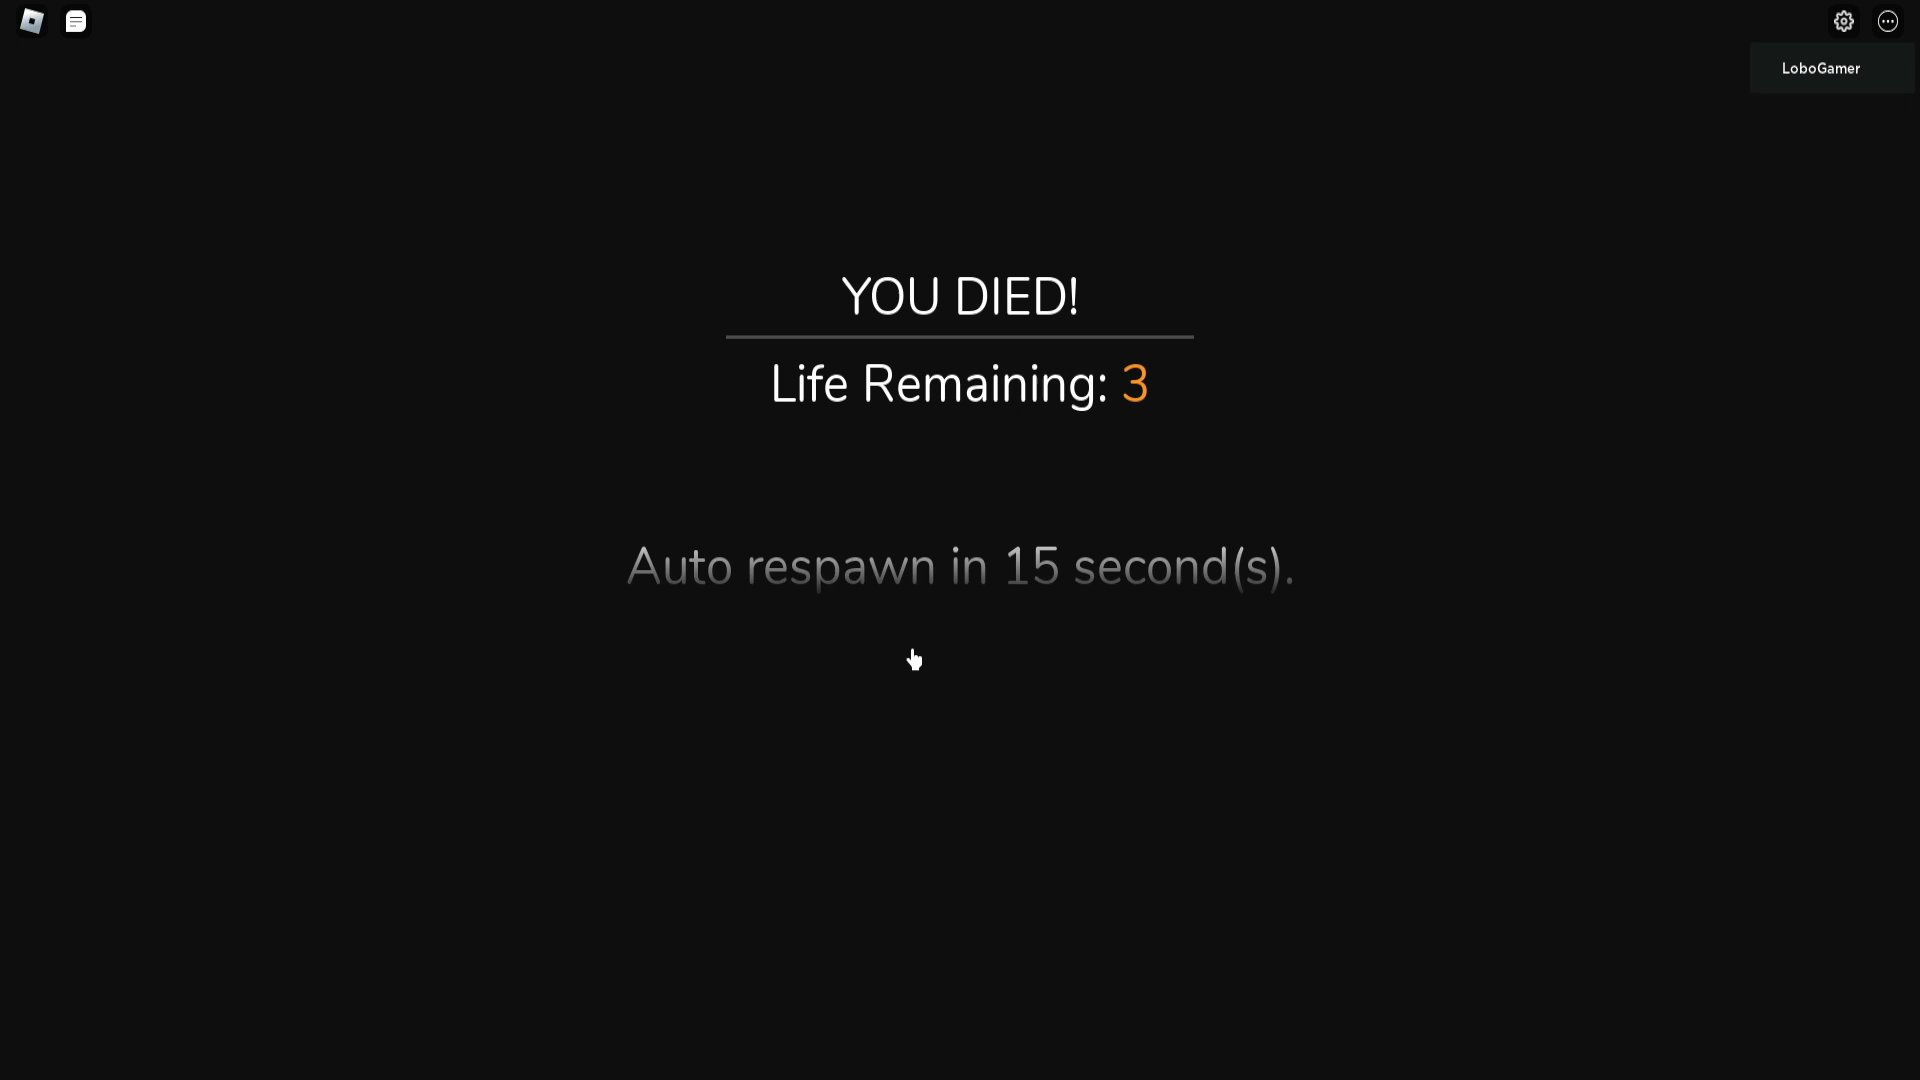 LoboGamer
YOU DIED!
Life Remaining: 3
Auto respawn in 15 second(s).